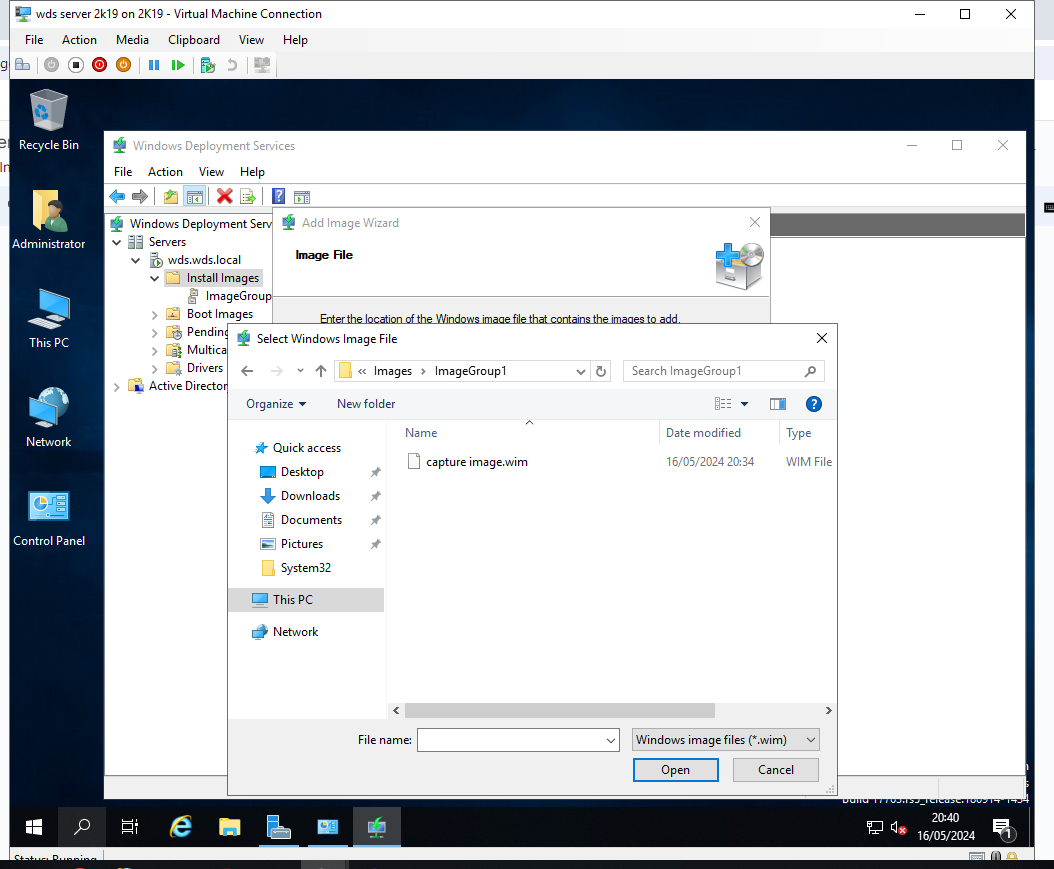 wds server 2k19 on 2K19 - Virtual Machine Connection
File Action Media Clipboard View Help
Recycle Bin
Administrator
This PC
Network
Control Panel
Windows Deployment Services
File Action View Help
Windows Deployment Serv
Servers
wds.wds.local
Install Images
ImageGroup
Boot Images
Pending
Multica
Drivers
Active Director
Add Image Wizard
Image File
Enter the location of the Windows image file that contains the images to add.
Select Windows Image File
« Images › ImageGroup1
Search ImageGroup1
Organize New folder
Name Date modified Type
capture image.wim 16/05/2024 20:34 WIM File
Quick access
Desktop
Downloads
Documents
Pictures
System32
This PC
Network
File name: Windows image files (*.wim)
Open Cancel
20:40
16/05/2024
1
Status: Running